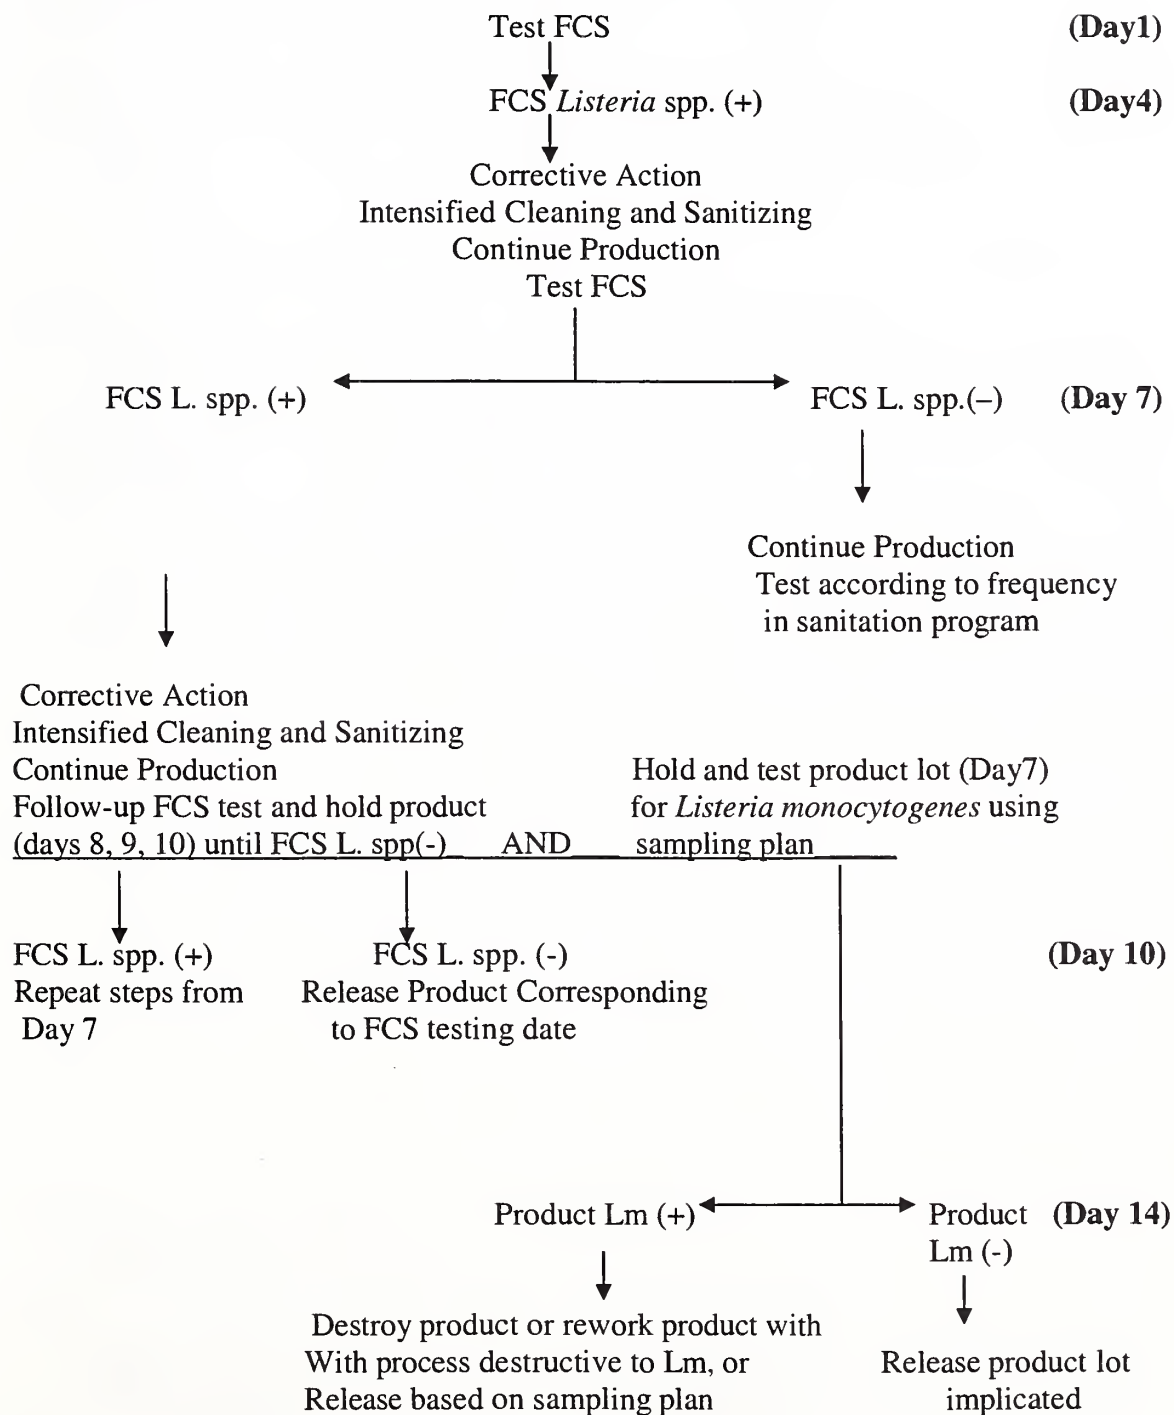 Test FCS (Day1)
FCS Listeria spp. (+) (Day4)
Corrective Action
Intensified Cleaning and Sanitizing
Continue Production
Test FCS
FCS L. spp. (+) FCS L. spp.(–) (Day 7)
Continue Production
Test according to frequency
in sanitation program
Corrective Action
Intensified Cleaning and Sanitizing
Continue Production
Follow-up FCS test and hold product
(days 8, 9, 10) until FCS L. spp(-) AND
Hold and test product lot (Day7)
for Listeria monocytogenes using
sampling plan
FCS L. spp. (+)
Repeat steps from
Day 7
FCS L. spp. (-)
Release Product Corresponding
to FCS testing date
(Day 10)
Product Lm (+)
Product (Day 14)
Lm (-)
Destroy product or rework product with
With process destructive to Lm, or
Release based on sampling plan
Release product lot
implicated